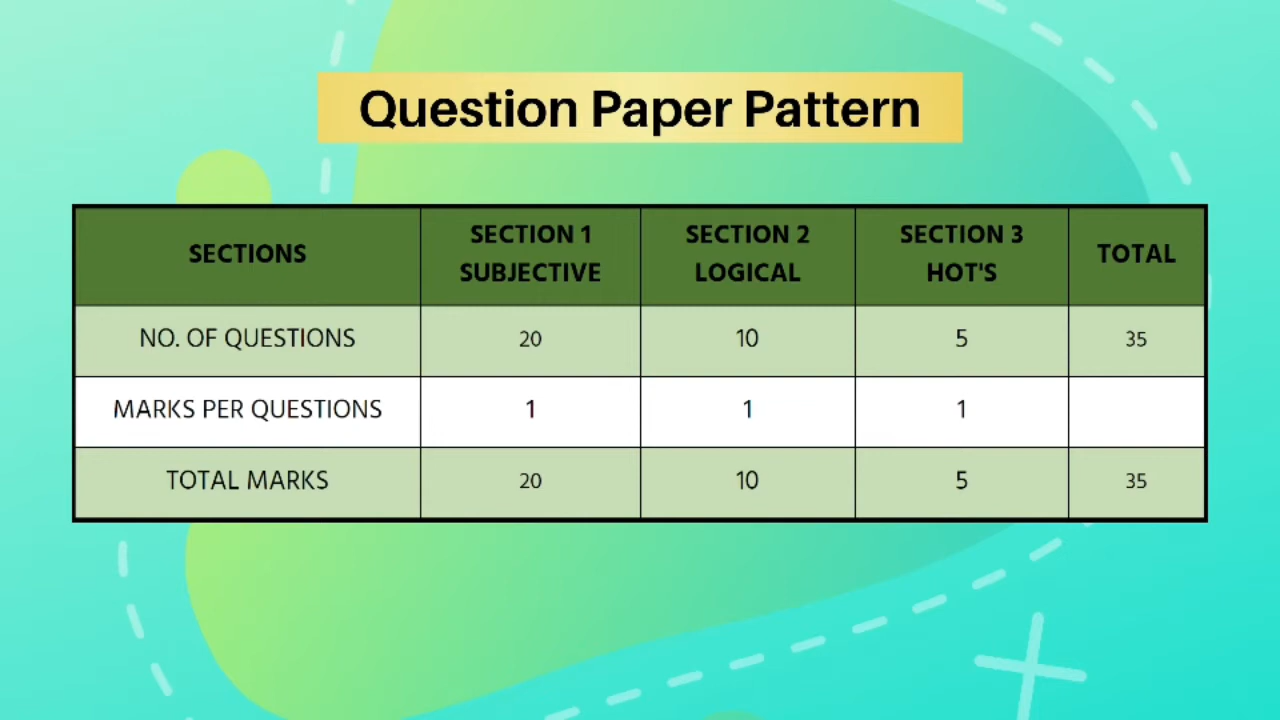 Question Paper Pattern
SECTIONS SECTION 1 SUBJECTIVE SECTION 2 LOGICAL SECTION 3 HOT'S TOTAL
NO. OF QUESTIONS 20 10 5 35
MARKS PER QUESTIONS 1 1 1
TOTAL MARKS 20 10 5 35